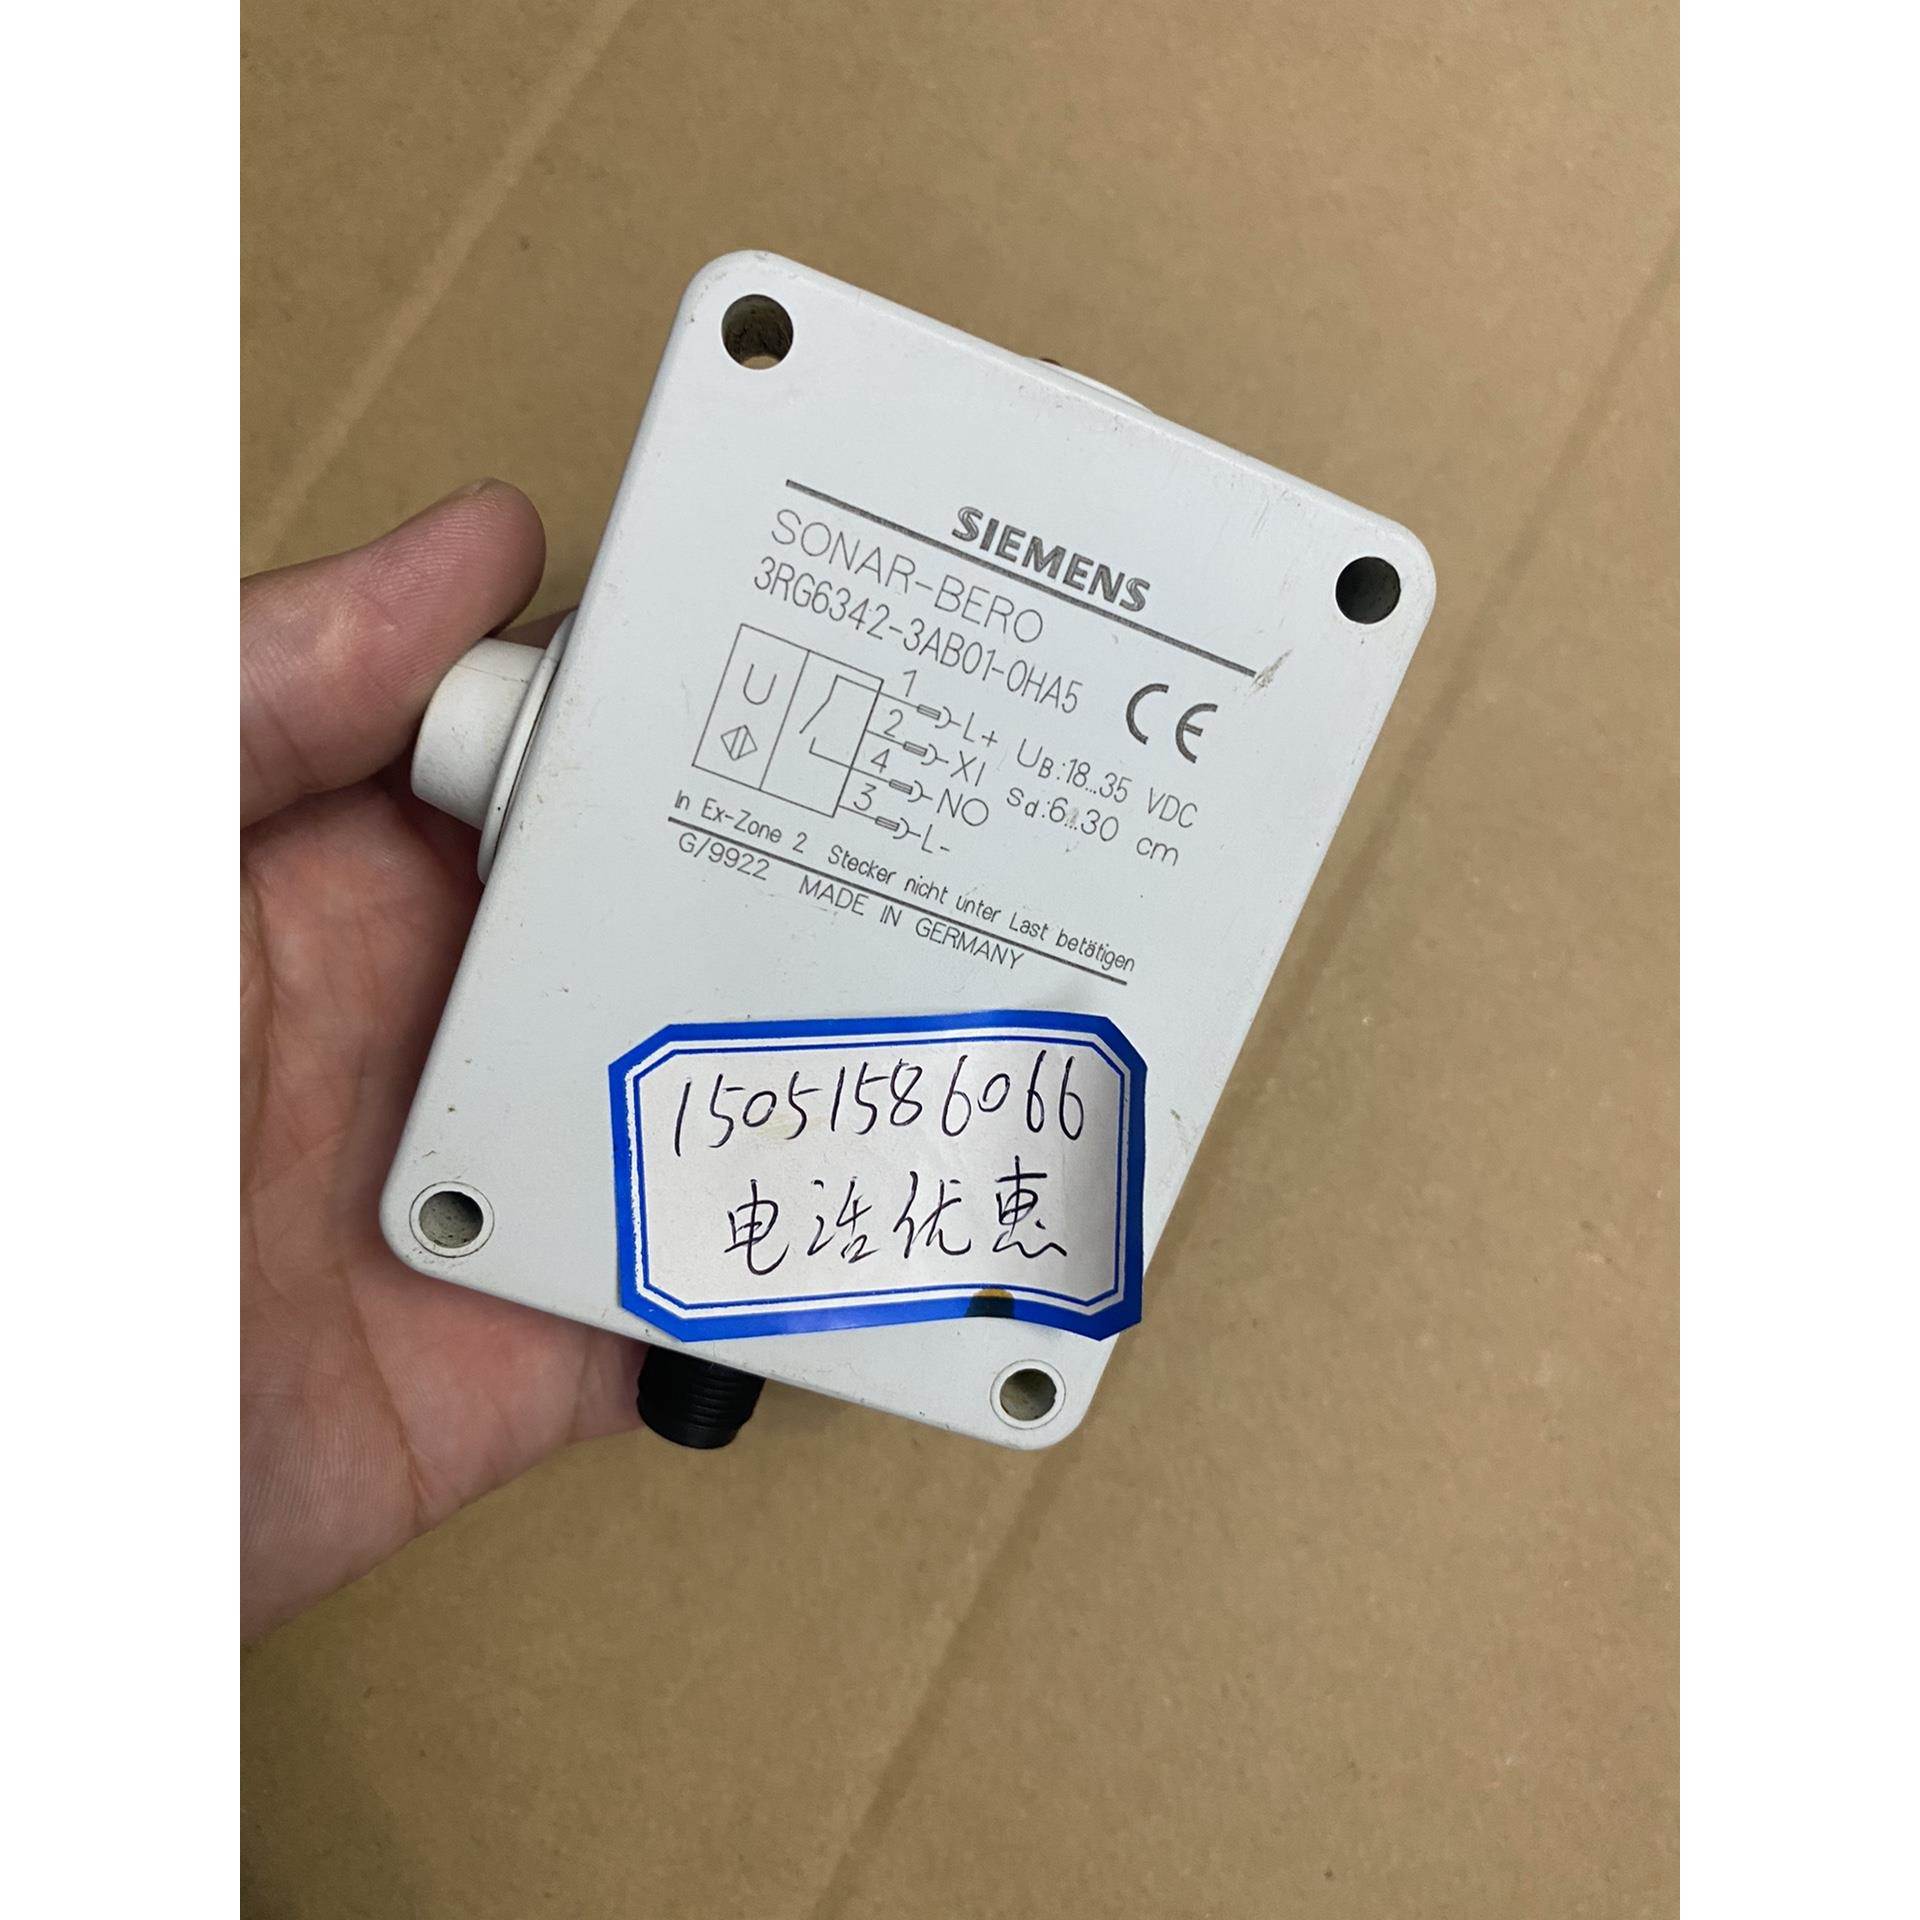 SIEMENS
SONAR-BERO
3RG6342-3AB01-0HA5
CE
U
1
L+
2
XI
4
NO
3
L-
UB:18...35 VDC
Sd:6...30 cm
In Ex-Zone 2 Stecker nicht unter Last betätigen
G/9922 MADE IN GERMANY
15051586066
电话优惠